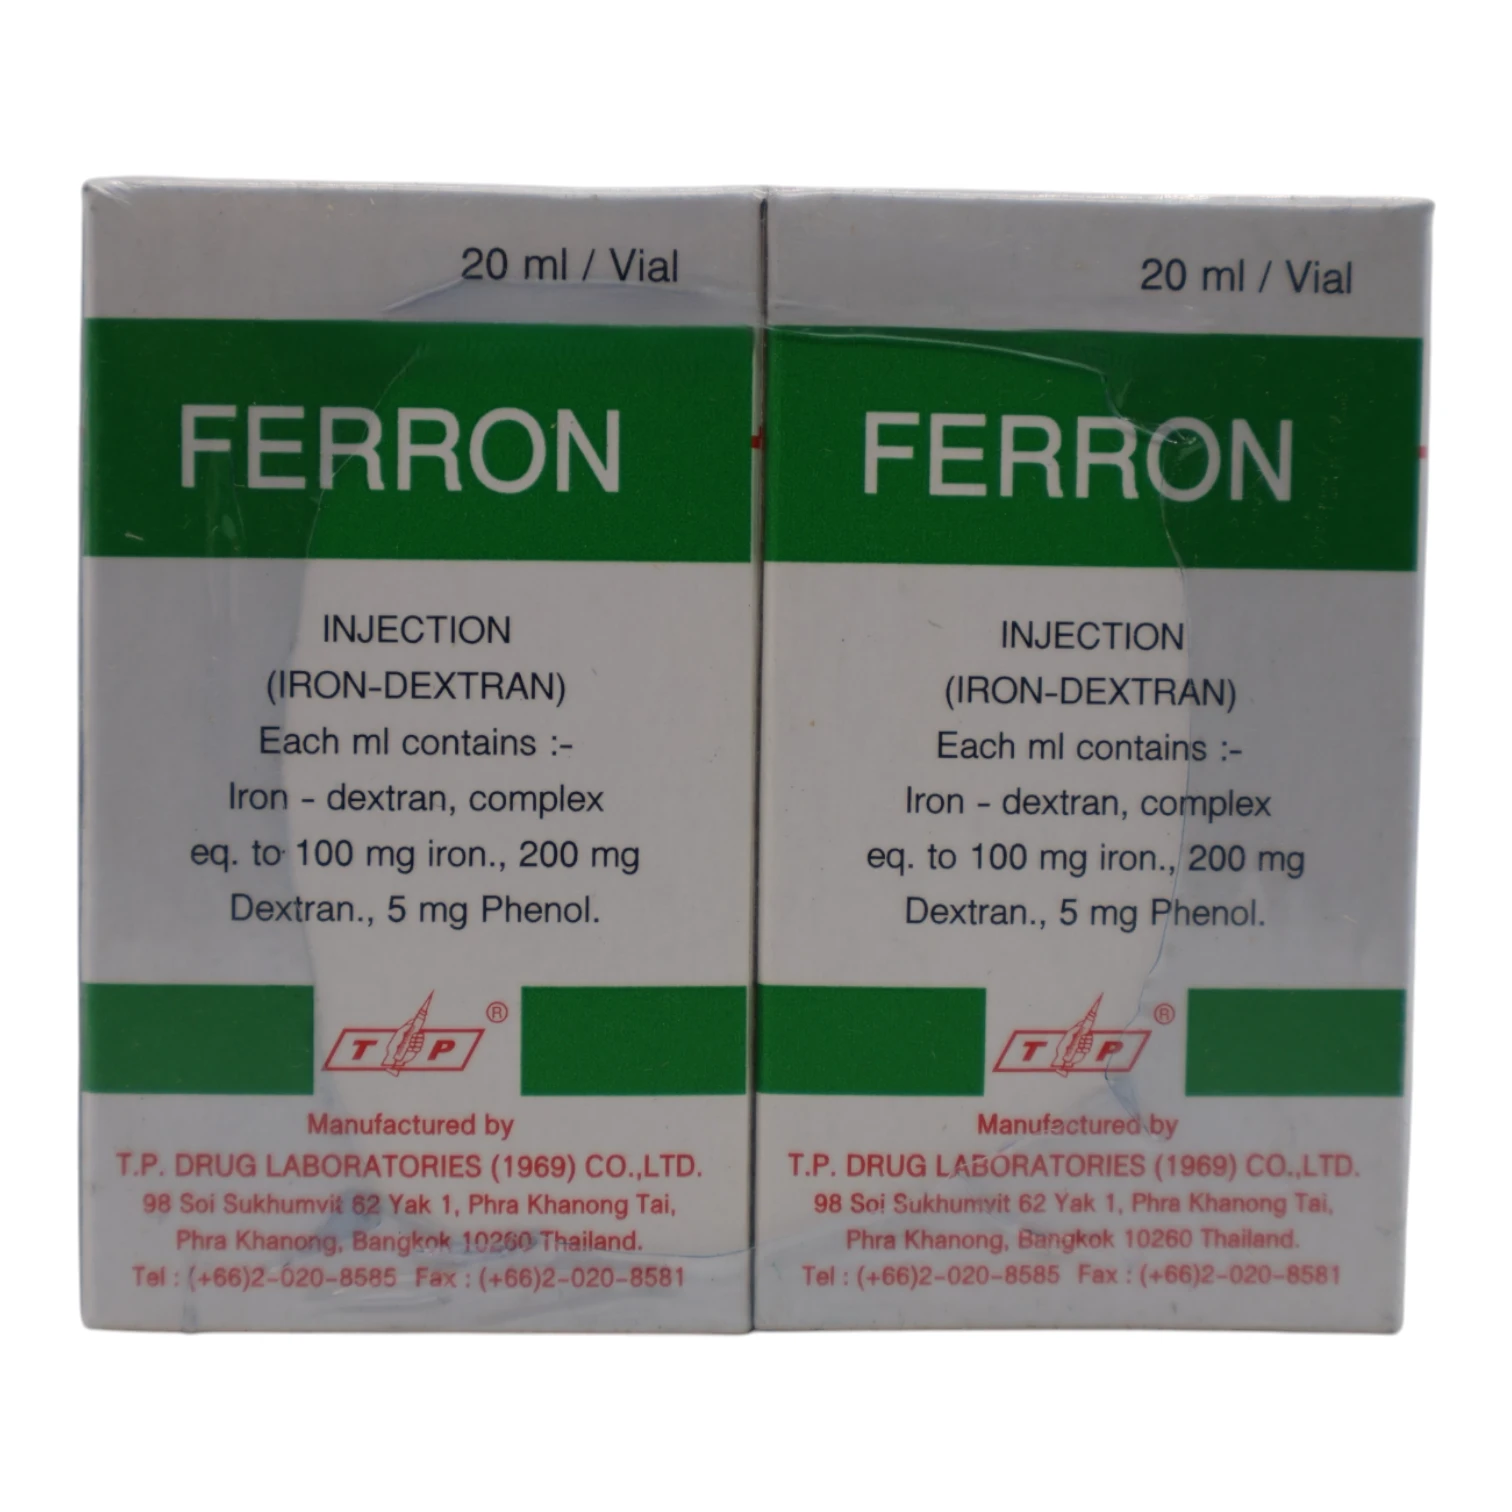 20 ml / Vial
FERRON
INJECTION
(IRON-DEXTRAN)
Each ml contains :-
Iron - dextran, complex
eq. to 100 mg iron., 200 mg
Dextran., 5 mg Phenol.
T P ®
Manufactured by
T.P. DRUG LABORATORIES (1969) CO.,LTD.
98 Soi Sukhumvit 62 Yak 1, Phra Khanong Tai,
Phra Khanong, Bangkok 10260 Thailand.
Tel : (+66)2-020-8585 Fax : (+66)2-020-8581
20 ml / Vial
FERRON
INJECTION
(IRON-DEXTRAN)
Each ml contains :-
Iron - dextran, complex
eq. to 100 mg iron., 200 mg
Dextran., 5 mg Phenol.
T P ®
Manufactured by
T.P. DRUG LABORATORIES (1969) CO.,LTD.
98 Soi Sukhumvit 62 Yak 1, Phra Khanong Tai,
Phra Khanong, Bangkok 10260 Thailand.
Tel : (+66)2-020-8585 Fax : (+66)2-020-8581